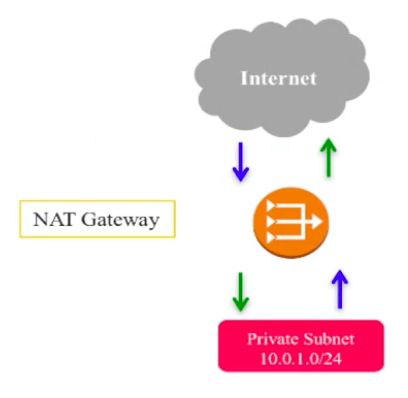 Internet
NAT Gateway
Private Subnet
10.0.1.0/24